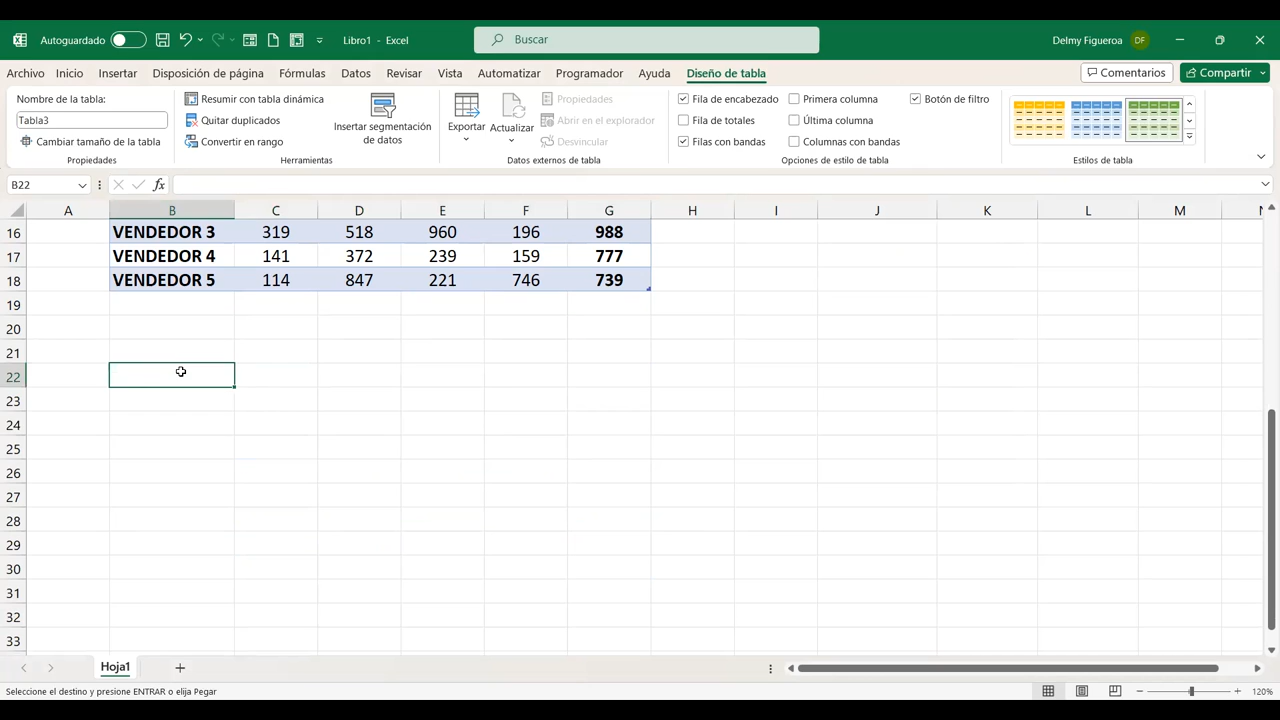 Autoguardado
Libro1 - Excel
Buscar
Delmy Figueroa
DF
Archivo
Inicio
Insertar
Disposición de página
Fórmulas
Datos
Revisar
Vista
Automatizar
Programador
Ayuda
Diseño de tabla
Comentarios
Compartir
Nombre de la tabla:
Tabla3
Cambiar tamaño de la tabla
Propiedades
Resumir con tabla dinámica
Quitar duplicados
Convertir en rango
Insertar segmentación
de datos
Herramientas
Exportar
Actualizar
Propiedades
Abrir en el explorador
Desvincular
Datos externos de tabla
Fila de encabezado
Fila de totales
Filas con bandas
Primera columna
Última columna
Columnas con bandas
Botón de filtro
Opciones de estilo de tabla
Estilos de tabla
B22
fx
A B C D E F G H I J K L M N
16 VENDEDOR 3 319 518 960 196 988
17 VENDEDOR 4 141 372 239 159 777
18 VENDEDOR 5 114 847 221 746 739
19
20
21
22
23
24
25
26
27
28
29
30
31
32
33
Hoja1
Seleccione el destino y presione ENTRAR o elija Pegar
120%